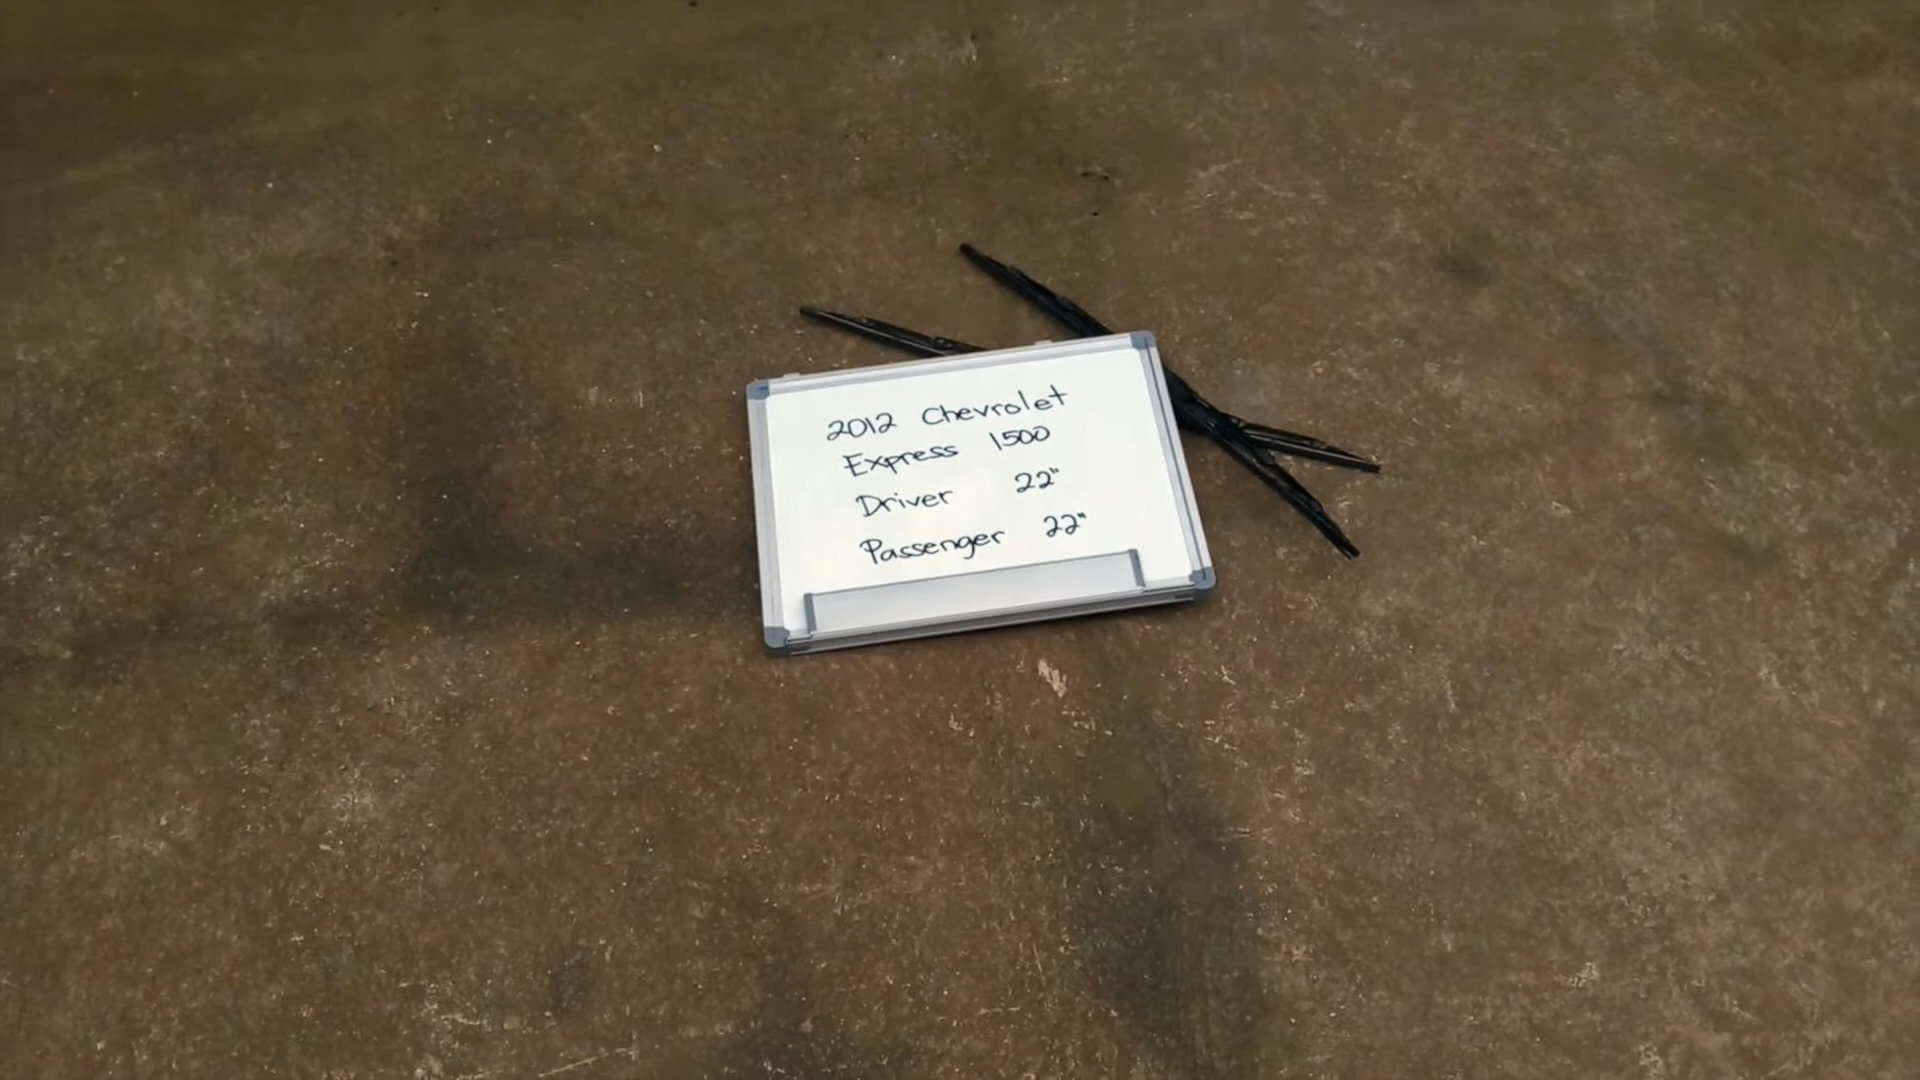 2012 Chevrolet
Express 1500
Driver 22"
Passenger 22"